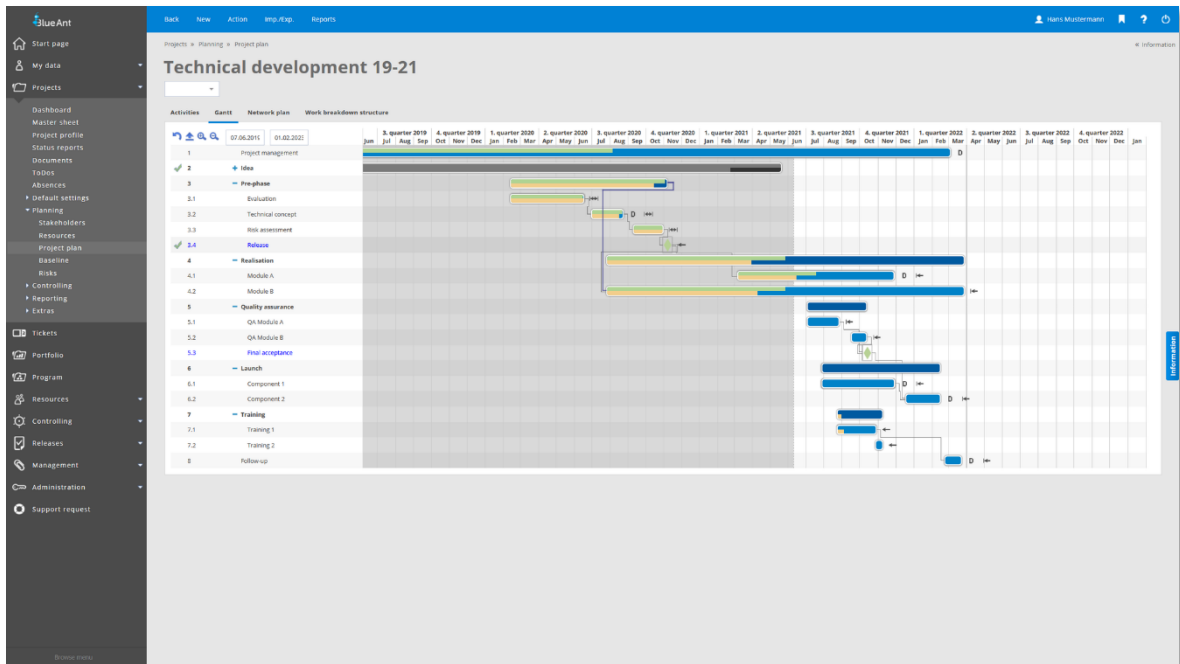 BlueAnt
Back New Action Imp./Exp. Reports
Hans Mustermann ?
Start page
My data
Projects
Dashboard
Master sheet
Project profile
Status reports
Documents
ToDos
Absences
Default settings
Planning
Stakeholders
Resources
Project plan
Baseline
Risks
Controlling
Reporting
Extras
Tickets
Portfolio
Program
Resources
Controlling
Releases
Management
Administration
Support request
Browse menu
Projects » Planning » Project plan
Information
Technical development 19-21
Activities Gantt Network plan Work breakdown structure
07.06.2019 01.02.2023
3. quarter 2019 4. quarter 2019 1. quarter 2020 2. quarter 2020 3. quarter 2020 4. quarter 2020 1. quarter 2021 2. quarter 2021 3. quarter 2021 4. quarter 2021 1. quarter 2022 2. quarter 2022 3. quarter 2022 4. quarter 2022
Jun Jul Aug Sep Oct Nov Dec Jan Feb Mar Apr May Jun Jul Aug Sep Oct Nov Dec Jan Feb Mar Apr May Jun Jul Aug Sep Oct Nov Dec Jan Feb Mar Apr May Jun Jul Aug Sep Oct Nov Dec Jan
1 Project management D
2 Idea
3 Pre-phase
3.1 Evaluation
3.2 Technical concept D
3.3 Risk assessment
3.4 Release
4 Realisation
4.1 Module A D
4.2 Module B
5 Quality assurance
5.1 QA Module A
5.2 QA Module B
5.3 Final acceptance
6 Launch
6.1 Component 1 D
6.2 Component 2 D
7 Training
7.1 Training 1
7.2 Training 2
8 Follow-up D
Information